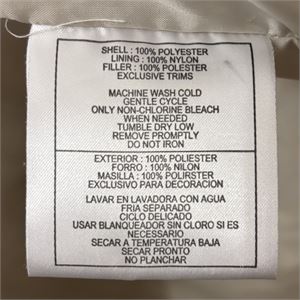 SHELL : 100% POLYESTER
LINING : 100% NYLON
FILLER : 100% POLESTER
EXCLUSIVE TRIMS
MACHINE WASH COLD
GENTLE CYCLE
ONLY NON-CHLORINE BLEACH
WHEN NEEDED
TUMBLE DRY LOW
REMOVE PROMPTLY
DO NOT IRON
EXTERIOR : 100% POLIESTER
FORRO : 100% NILON
MASILLA : 100% POLIRSTER
EXCLUSIVO PARA DECORACION
LAVAR EN LAVADORA CON AGUA
FRIA SEPARADO
CICLO DELICADO
USAR BLANQUEADOR SIN CLORO SI ES
NECESSARIO
SECAR A TEMPERATURA BAJA
SECAR PRONTO
NO PLANCHAR